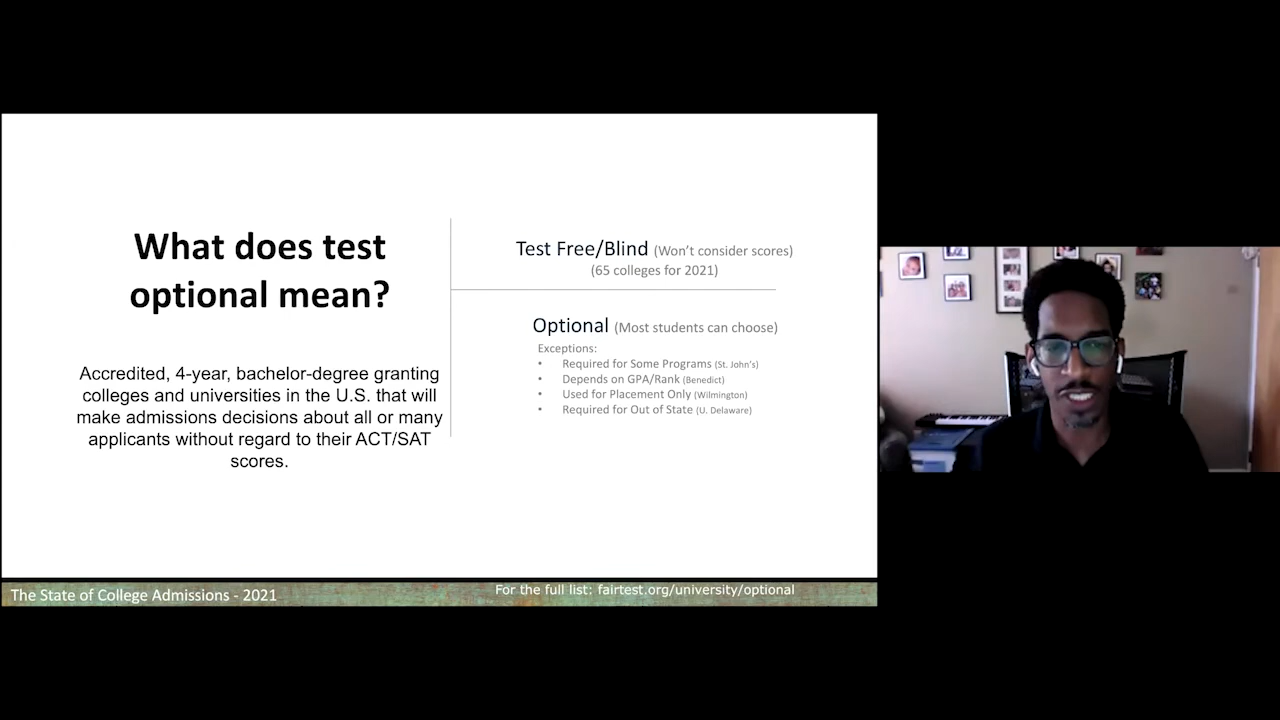 What does test
optional mean?
Accredited, 4-year, bachelor-degree granting
colleges and universities in the U.S. that will
make admissions decisions about all or many
applicants without regard to their ACT/SAT
scores.
Test Free/Blind (Won't consider scores)
(65 colleges for 2021)
Optional (Most students can choose)
Exceptions:
• Required for Some Programs (St. John's)
• Depends on GPA/Rank (Benedict)
• Used for Placement Only (Wilmington)
• Required for Out of State (U. Delaware)
The State of College Admissions - 2021
For the full list: fairtest.org/university/optional